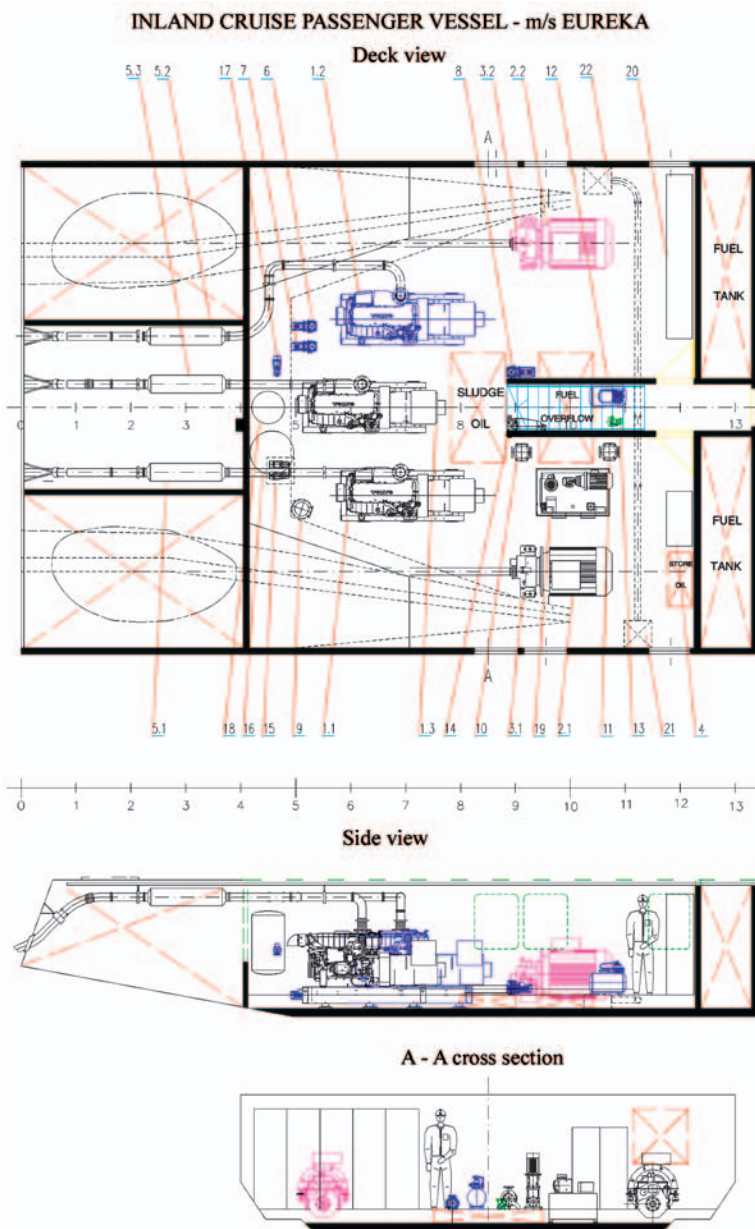 INLAND CRUISE PASSENGER VESSEL - m/s EUREKA
Deck view
5.3 5.2 17 7 6 1.2 8 3.2 2.2 12 22 20
A
FUEL
TANK
SLUDGE
OIL
FUEL
OVERFLOW
0 2 3 5 8 10 13
FUEL
TANK
STORE
OIL
A
5.1 18 16 15 9 1.1 1.3 14 10 3.1 19 2.1 11 13 21 4
0 1 2 3 4 5 6 7 8 9 10 11 12 13
Side view
A - A cross section